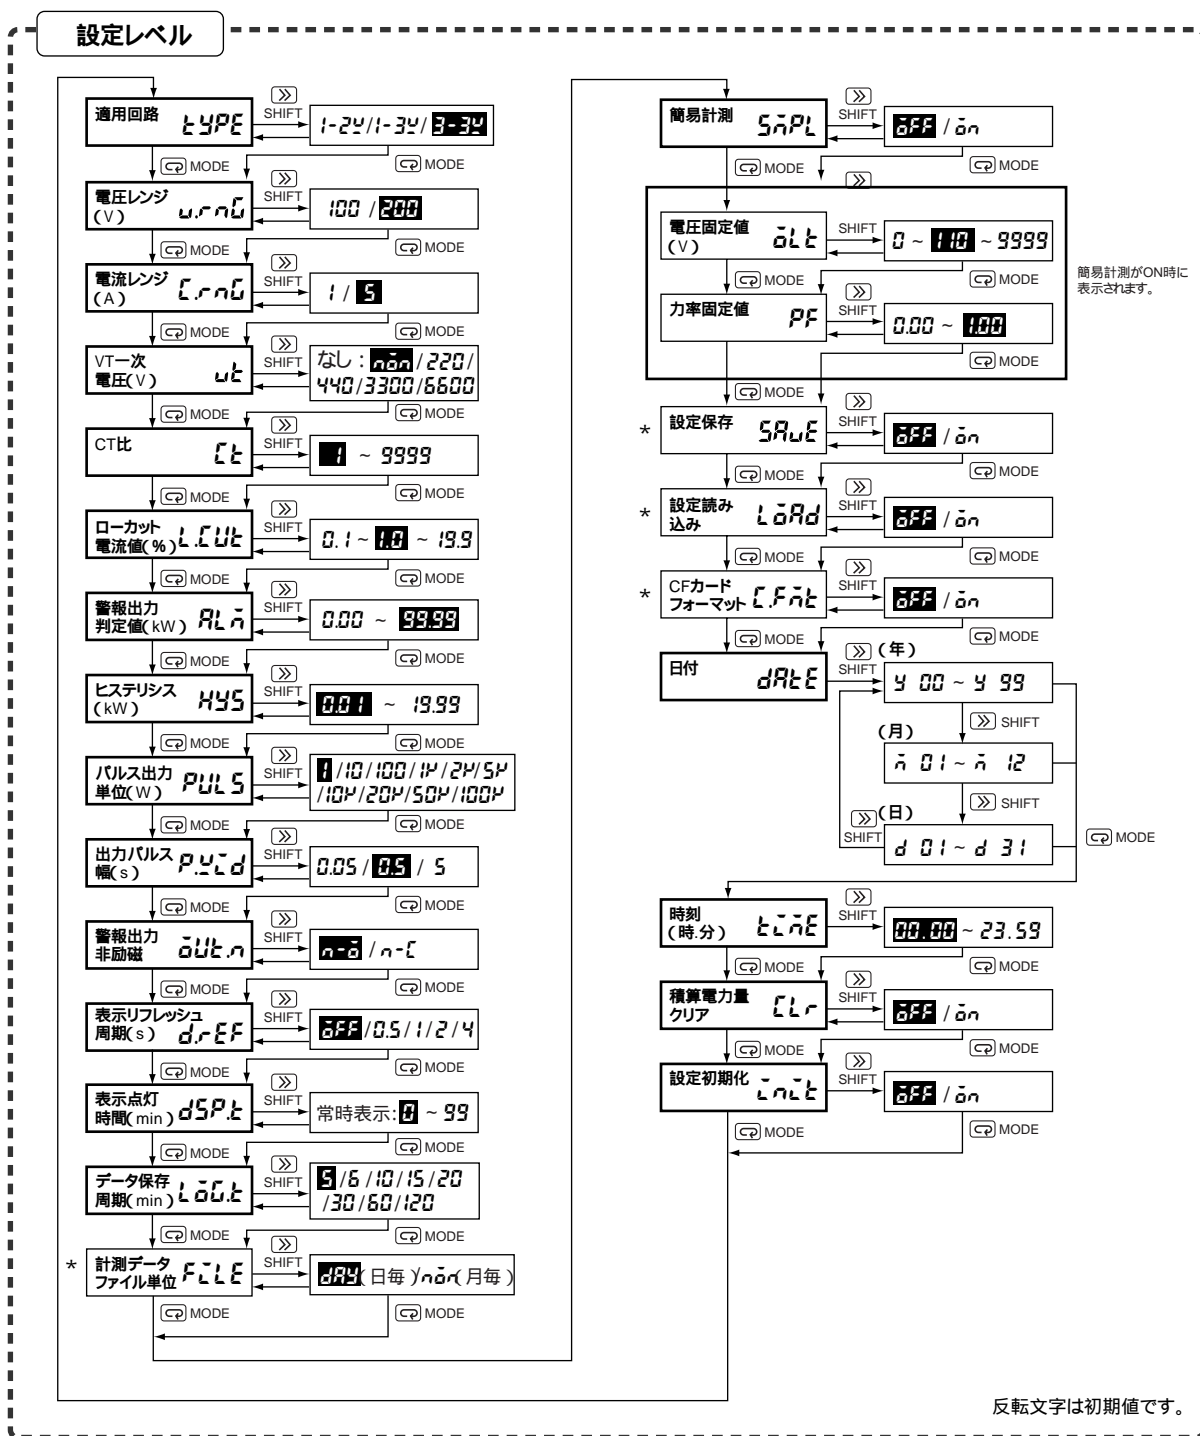 設定レベル
適用回路 tYPE
SHIFT
1-2W/1-3W/ 3-3W
MODE
MODE
電圧レンジ
(V) u.rnG
SHIFT
100 / 200
MODE
MODE
電流レンジ
(A) C.rnG
SHIFT
1 / 5
MODE
MODE
VT一次
電圧(V) ut
SHIFT
なし : non / 220/
440/3300/6600
MODE
MODE
CT比 Ct
SHIFT
1 ~ 9999
MODE
MODE
ローカット
電流値(%) L.CUt
SHIFT
0.1 ~ 1.0 ~ 19.9
MODE
MODE
警報出力
判定値(kW) ALm
SHIFT
0.00 ~ 99.99
MODE
MODE
ヒステリシス
(kW) HYS
SHIFT
0.01 ~ 19.99
MODE
MODE
パルス出力
単位(W) PULS
SHIFT
1 /10/100/1K/2K/5K
/10K/20K/50K/100K
MODE
MODE
出力パルス
幅(s) P.Wid
SHIFT
0.05 / 0.5 / 5
MODE
MODE
警報出力
非励磁 oUt.n
SHIFT
n-o / n-C
MODE
MODE
表示リフレッシュ
周期(s) d.rEF
SHIFT
oFF /0.5/1/2/4
MODE
MODE
表示点灯
時間(min) dSP.t
SHIFT
常時表示: 0 ~ 99
MODE
MODE
データ保存
周期(min) LoG.t
SHIFT
5 /6/10/15/20
/30/60/120
MODE
MODE
*
計測データ
ファイル単位 FiLE
SHIFT
dAY(日毎)/mon(月毎)
MODE
MODE
簡易計測 SmPL
SHIFT
oFF / on
MODE
MODE
電圧固定値
(V) oLt
SHIFT
0 ~ 110 ~ 9999
MODE
MODE
簡易計測がON時に
表示されます。
力率固定値 PF
SHIFT
0.00 ~ 1.00
MODE
MODE
*
設定保存 SAuE
SHIFT
oFF / on
MODE
MODE
*
設定読み
込み LoAd
SHIFT
oFF / on
MODE
MODE
*
CFカード
フォーマット C.Fmt
SHIFT
oFF / on
MODE
MODE
日付 dAtE
SHIFT
(年)
y 00 ~ y 99
SHIFT
(月)
m 01 ~ m 12
SHIFT
(日)
SHIFT
d 01 ~ d 31
MODE
時刻
(時.分) timE
SHIFT
00.00 ~ 23.59
MODE
MODE
積算電力量
クリア CLr
SHIFT
oFF / on
MODE
MODE
設定初期化 init
SHIFT
oFF / on
MODE
MODE
反転文字は初期値です。